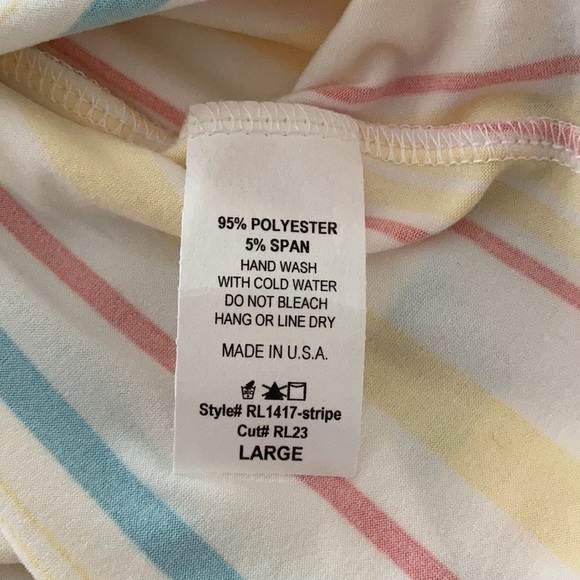 95% POLYESTER
5% SPAN
HAND WASH
WITH COLD WATER
DO NOT BLEACH
HANG OR LINE DRY
MADE IN U.S.A.
Style# RL1417-stripe
Cut# RL23
LARGE